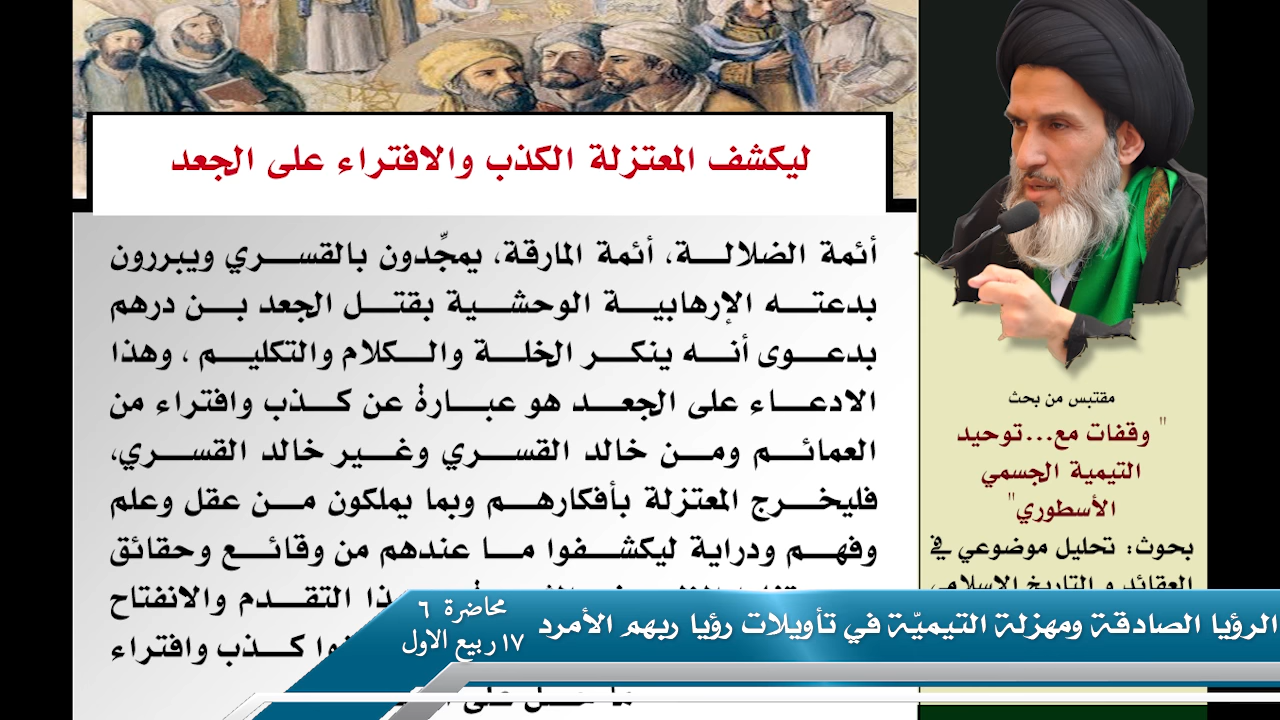 ليكشف المعتزلة الكذب والافتراء على الجعد
أئمة الضلالة، أئمة المارقة، يمجِّدون بالقسري ويبررون
بدعته الإرهابية الوحشية بقتل الجعد بن درهم
بدعوى أنه ينكر الخلة والكلام والتكليم ، وهذا
الادعاء على الجعد هو عبارةٌ عن كذب وافتراء من
العمائم ومن خالد القسري وغير خالد القسري،
فليخرج المعتزلة بأفكارهم وبما يملكون من عقل وعلم
وفهم ودراية ليكشفوا ما عندهم من وقائع وحقائق
التقدم والانفتاح
كذب وافتراء
مقتبس من بحث
" وقفات مع...توحيد
التيمية الجسمي
الأسطوري"
بحوث: تحليل موضوعي في
العقائد و التاريخ الإسلامي
الرؤيا الصادقة ومهزلة التيميّة في تأويلات رؤيا ربهم الأمرد
محاضرة ٦
١٧ ربيع الاول